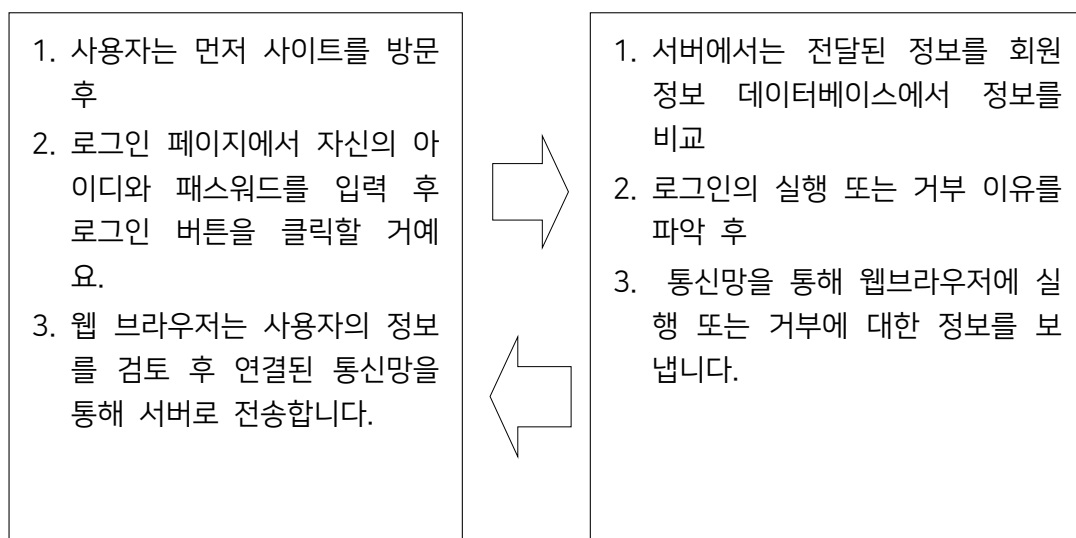 1. 사용자는 먼저 사이트를 방문
후
2. 로그인 페이지에서 자신의 아
이디와 패스워드를 입력 후
로그인 버튼을 클릭할 거예
요.
3. 웹 브라우저는 사용자의 정보
를 검토 후 연결된 통신망을
통해 서버로 전송합니다.
1. 서버에서는 전달된 정보를 회원
정보 데이터베이스에서 정보를
비교
2. 로그인의 실행 또는 거부 이유를
파악 후
3. 통신망을 통해 웹브라우저에 실
행 또는 거부에 대한 정보를 보
냅니다.